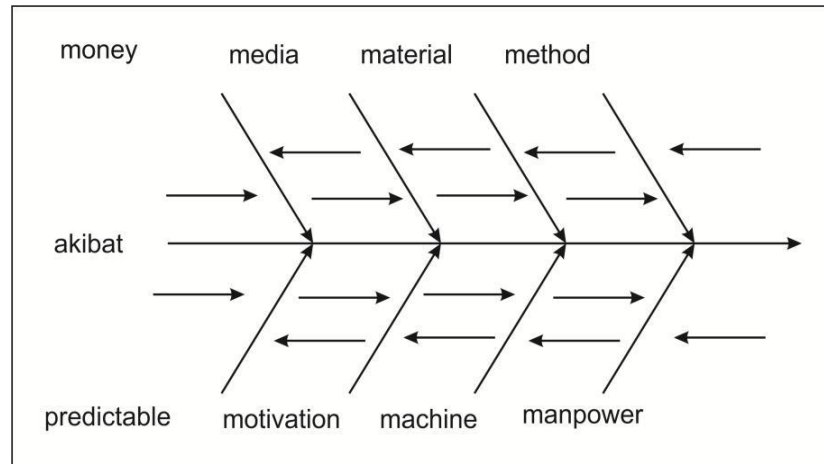 money media material method
akibat
predictable motivation machine manpower